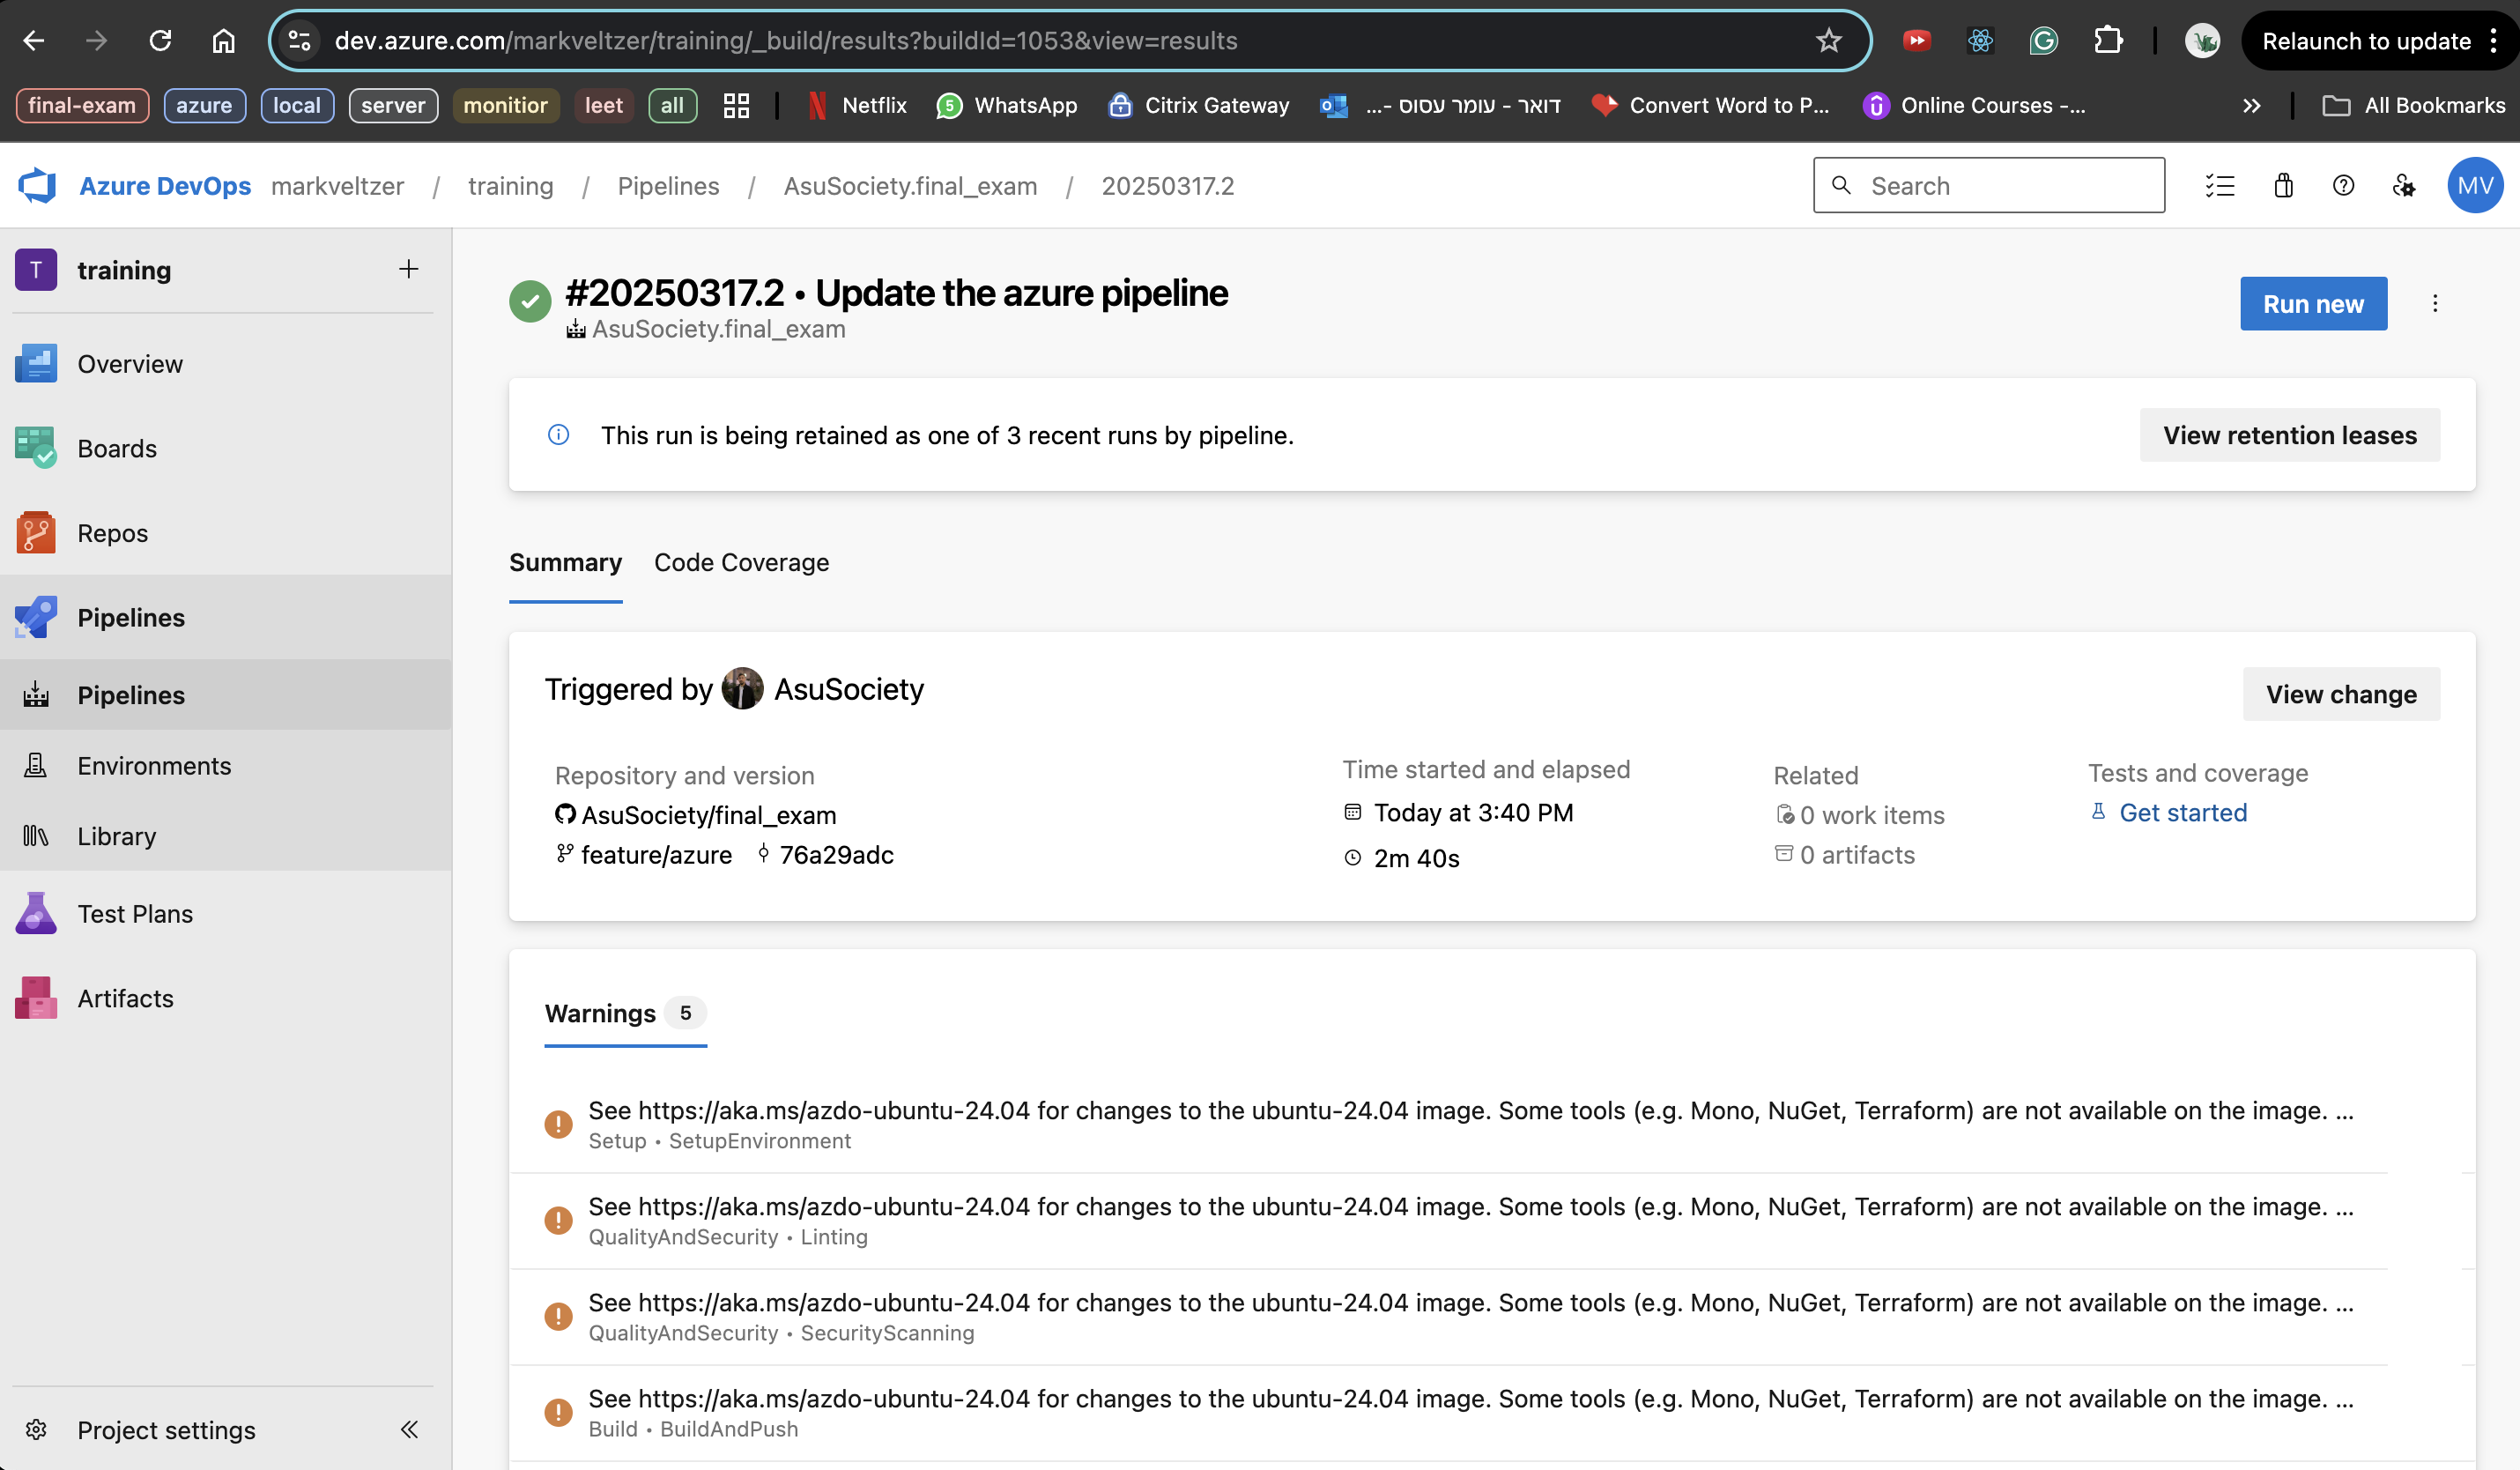 dev.azure.com/markveltzer/training/_build/results?buildId=1053&view=results
Relaunch to update
final-exam azure local server monitior leet all Netflix 5 WhatsApp Citrix Gateway דואר - עומר עסוס -... Convert Word to P... Online Courses -... All Bookmarks
Azure DevOps markveltzer / training / Pipelines / AsuSociety.final_exam / 20250317.2
Search
MV
T training
Overview
Boards
Repos
Pipelines
Pipelines
Environments
Library
Test Plans
Artifacts
Project settings
#20250317.2 • Update the azure pipeline
AsuSociety.final_exam
Run new
This run is being retained as one of 3 recent runs by pipeline.
View retention leases
Summary Code Coverage
Triggered by AsuSociety
View change
Repository and version
AsuSociety/final_exam
feature/azure 76a29adc
Time started and elapsed
Today at 3:40 PM
2m 40s
Related
0 work items
0 artifacts
Tests and coverage
Get started
Warnings 5
See https://aka.ms/azdo-ubuntu-24.04 for changes to the ubuntu-24.04 image. Some tools (e.g. Mono, NuGet, Terraform) are not available on the image. ...
Setup • SetupEnvironment
See https://aka.ms/azdo-ubuntu-24.04 for changes to the ubuntu-24.04 image. Some tools (e.g. Mono, NuGet, Terraform) are not available on the image. ...
QualityAndSecurity • Linting
See https://aka.ms/azdo-ubuntu-24.04 for changes to the ubuntu-24.04 image. Some tools (e.g. Mono, NuGet, Terraform) are not available on the image. ...
QualityAndSecurity • SecurityScanning
See https://aka.ms/azdo-ubuntu-24.04 for changes to the ubuntu-24.04 image. Some tools (e.g. Mono, NuGet, Terraform) are not available on the image. ...
Build • BuildAndPush